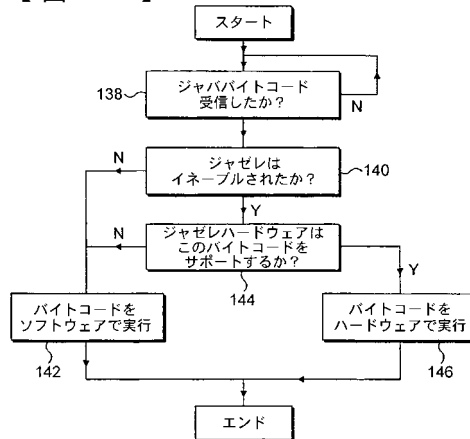 スタート
138
ジャババイトコード
受信したか?
N
N
ジャゼレは
イネーブルされたか?
140
Y
N
ジャゼレハードウェアは
このバイトコードを
サポートするか?
144
Y
バイトコードを
ソフトウェアで実行
142
バイトコードを
ハードウェアで実行
146
エンド